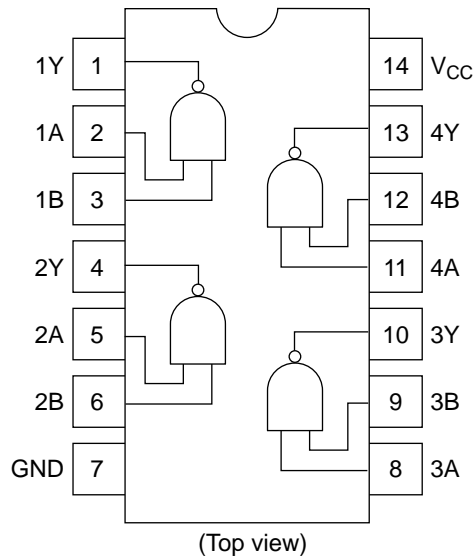 1Y 1 14 VCC
1A 2 13 4Y
1B 3 12 4B
2Y 4 11 4A
2A 5 10 3Y
2B 6 9 3B
GND 7 8 3A
(Top view)